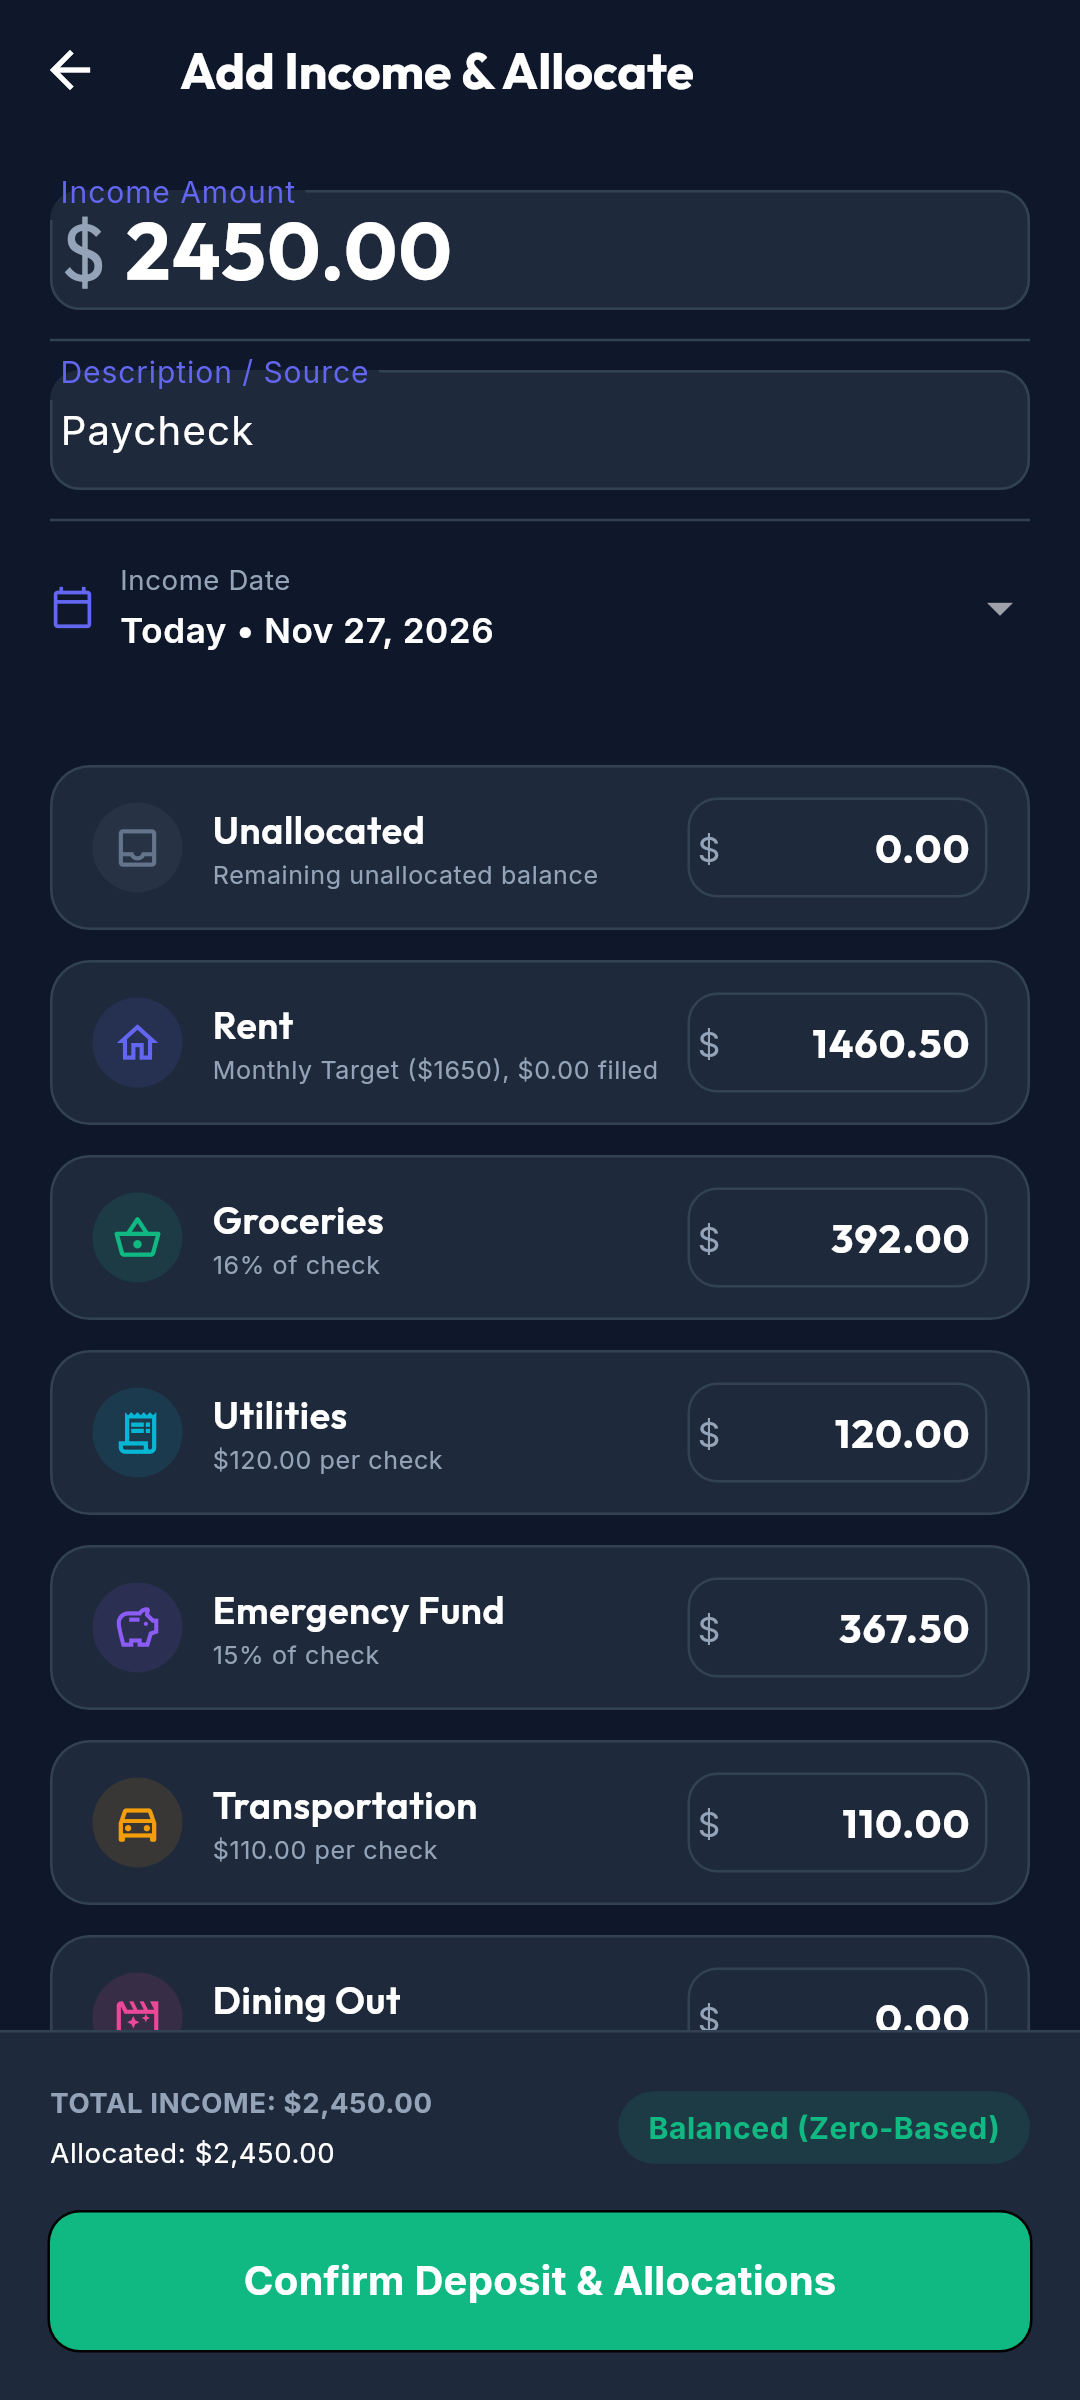 Add Income & Allocate
Income Amount
$ 2450.00
Description / Source
Paycheck
Income Date
Today • Nov 27, 2026
Unallocated
Remaining unallocated balance
$ 0.00
Rent
Monthly Target ($1650), $0.00 filled
$ 1460.50
Groceries
16% of check
$ 392.00
Utilities
$120.00 per check
$ 120.00
Emergency Fund
15% of check
$ 367.50
Transportation
$110.00 per check
$ 110.00
Dining Out
$ 0.00
TOTAL INCOME: $2,450.00
Allocated: $2,450.00
Balanced (Zero-Based)
Confirm Deposit & Allocations